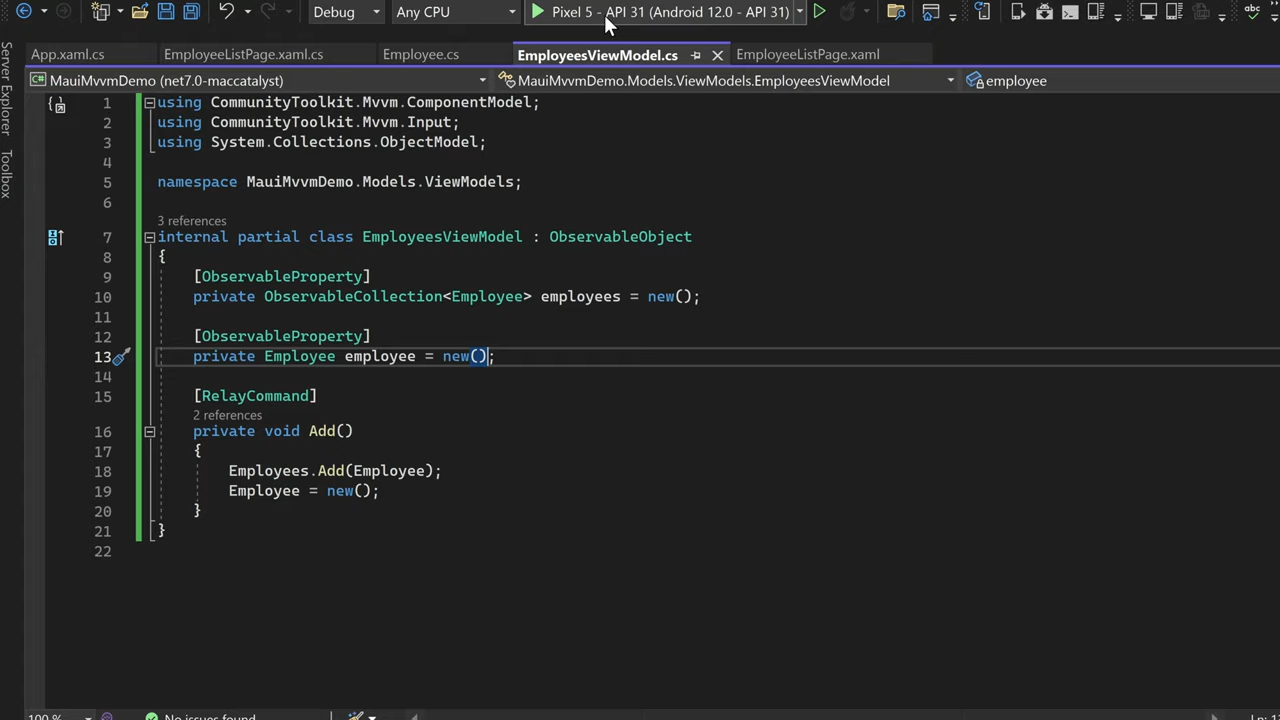 Debug Any CPU Pixel 5 - API 31 (Android 12.0 - API 31)
App.xaml.cs EmployeeListPage.xaml.cs Employee.cs EmployeesViewModel.cs EmployeeListPage.xaml
MauiMvvmDemo (net7.0-maccatalyst) MauiMvvmDemo.Models.ViewModels.EmployeesViewModel employee
Server Explorer
Toolbox
1 using CommunityToolkit.Mvvm.ComponentModel;
2 using CommunityToolkit.Mvvm.Input;
3 using System.Collections.ObjectModel;
4
5 namespace MauiMvvmDemo.Models.ViewModels;
6
3 references
7 internal partial class EmployeesViewModel : ObservableObject
8 {
9 [ObservableProperty]
10 private ObservableCollection<Employee> employees = new();
11
12 [ObservableProperty]
13 private Employee employee = new();
14
15 [RelayCommand]
2 references
16 private void Add()
17 {
18 Employees.Add(Employee);
19 Employee = new();
20 }
21 }
22
100 % No issues found